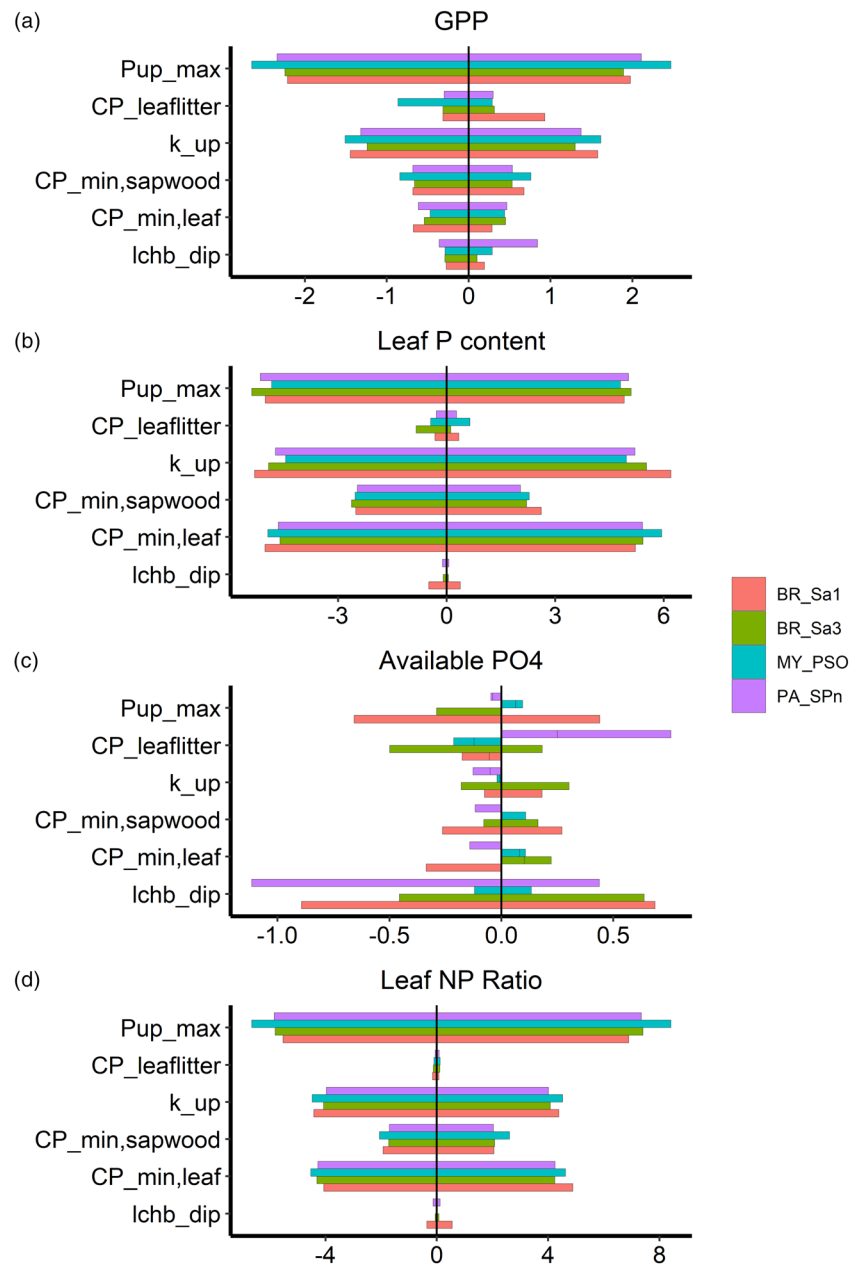 (a)
GPP
Pup_max
CP_leaflitter
k_up
CP_min,sapwood
CP_min,leaf
lchb_dip
-2 -1 0 1 2
(b)
Leaf P content
Pup_max
CP_leaflitter
k_up
CP_min,sapwood
CP_min,leaf
lchb_dip
-3 0 3 6
BR_Sa1
BR_Sa3
MY_PSO
PA_SPn
(c)
Available PO4
Pup_max
CP_leaflitter
k_up
CP_min,sapwood
CP_min,leaf
lchb_dip
-1.0 -0.5 0.0 0.5
(d)
Leaf NP Ratio
Pup_max
CP_leaflitter
k_up
CP_min,sapwood
CP_min,leaf
lchb_dip
-4 0 4 8